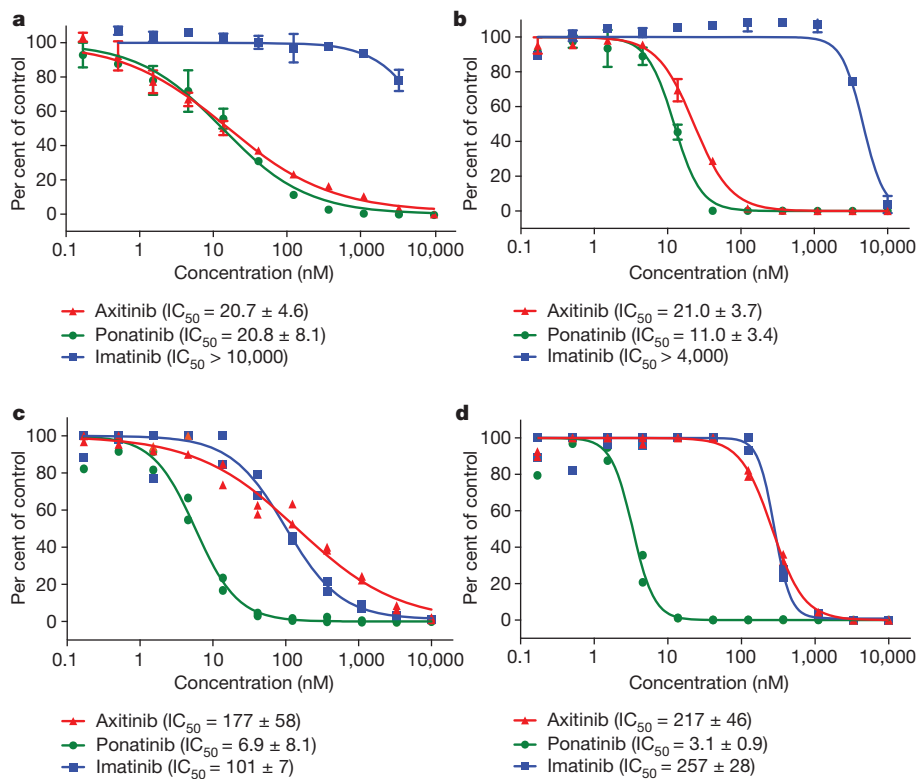 a
Per cent of control
100
80
60
40
20
0
0.1 1 10 100 1,000 10,000
Concentration (nM)
Axitinib (IC50 = 20.7 ± 4.6)
Ponatinib (IC50 = 20.8 ± 8.1)
Imatinib (IC50 > 10,000)
b
Per cent of control
100
80
60
40
20
0
0.1 1 10 100 1,000 10,000
Concentration (nM)
Axitinib (IC50 = 21.0 ± 3.7)
Ponatinib (IC50 = 11.0 ± 3.4)
Imatinib (IC50 > 4,000)
c
Per cent of control
100
80
60
40
20
0
0.1 1 10 100 1,000 10,000
Concentration (nM)
Axitinib (IC50 = 177 ± 58)
Ponatinib (IC50 = 6.9 ± 8.1)
Imatinib (IC50 = 101 ± 7)
d
Per cent of control
100
80
60
40
20
0
0.1 1 10 100 1,000 10,000
Concentration (nM)
Axitinib (IC50 = 217 ± 46)
Ponatinib (IC50 = 3.1 ± 0.9)
Imatinib (IC50 = 257 ± 28)